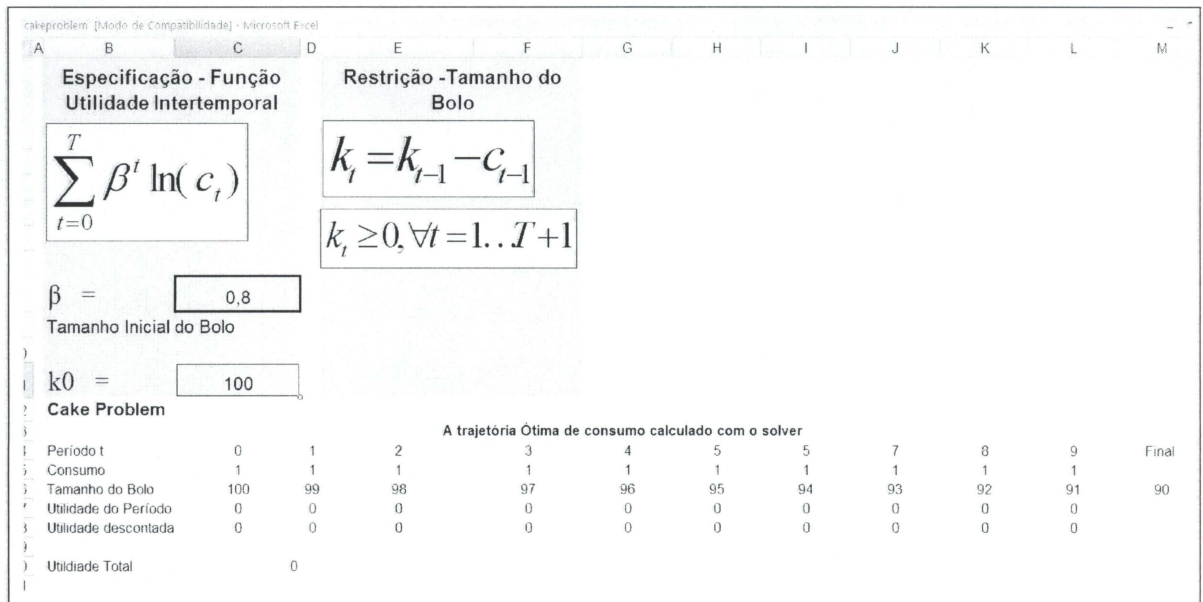 cakeproblem [Modo de Compatibilidade] - Microsoft Excel
A B C D E F G H I J K L M
Especificação - Função
Utilidade Intertemporal
Restrição -Tamanho do
Bolo
\sum_{t=0}^{T} \beta^t \ln( c_t )
k_t = k_{t-1} - c_{t-1}
k_t ≥ 0, ∀t = 1...T + 1
β = 0,8
Tamanho Inicial do Bolo
k0 = 100
Cake Problem
A trajetória Ótima de consumo calculado com o solver
Período t 0 1 2 3 4 5 5 7 8 9 Final
Consumo 1 1 1 1 1 1 1 1 1 1
Tamanho do Bolo 100 99 98 97 96 95 94 93 92 91 90
Utilidade do Período 0 0 0 0 0 0 0 0 0 0
Utilidade descontada 0 0 0 0 0 0 0 0 0 0
Utildiade Total 0